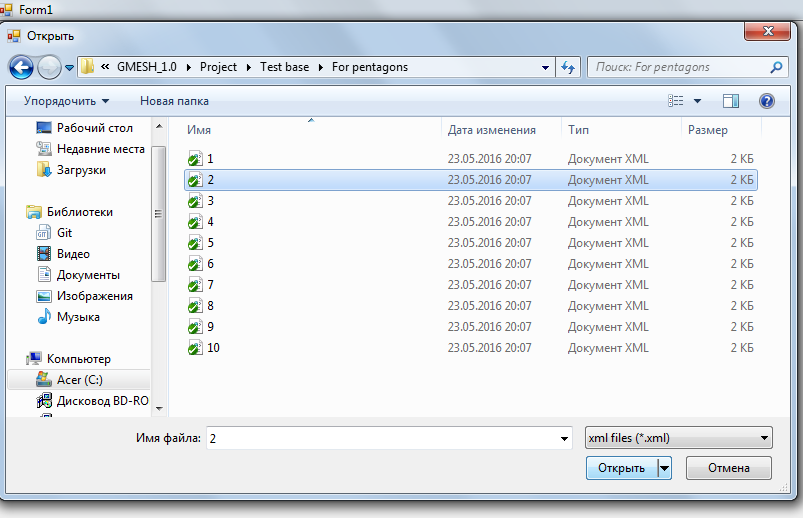 Form1
Открыть
« GMESH_1.0 Project Test base For pentagons Поиск: For pentagons
Упорядочить Новая папка
Имя Дата изменения Тип Размер
Рабочий стол
Недавние места
Загрузки
Библиотеки
Git
Видео
Документы
Изображения
Музыка
Компьютер
Acer (C:)
Дисковод BD-RO
1 23.05.2016 20:07 Документ XML 2 КБ
2 23.05.2016 20:07 Документ XML 2 КБ
3 23.05.2016 20:07 Документ XML 2 КБ
4 23.05.2016 20:07 Документ XML 2 КБ
5 23.05.2016 20:07 Документ XML 2 КБ
6 23.05.2016 20:07 Документ XML 2 КБ
7 23.05.2016 20:07 Документ XML 2 КБ
8 23.05.2016 20:07 Документ XML 2 КБ
9 23.05.2016 20:07 Документ XML 2 КБ
10 23.05.2016 20:07 Документ XML 2 КБ
Имя файла: 2 xml files (*.xml)
Открыть Отмена